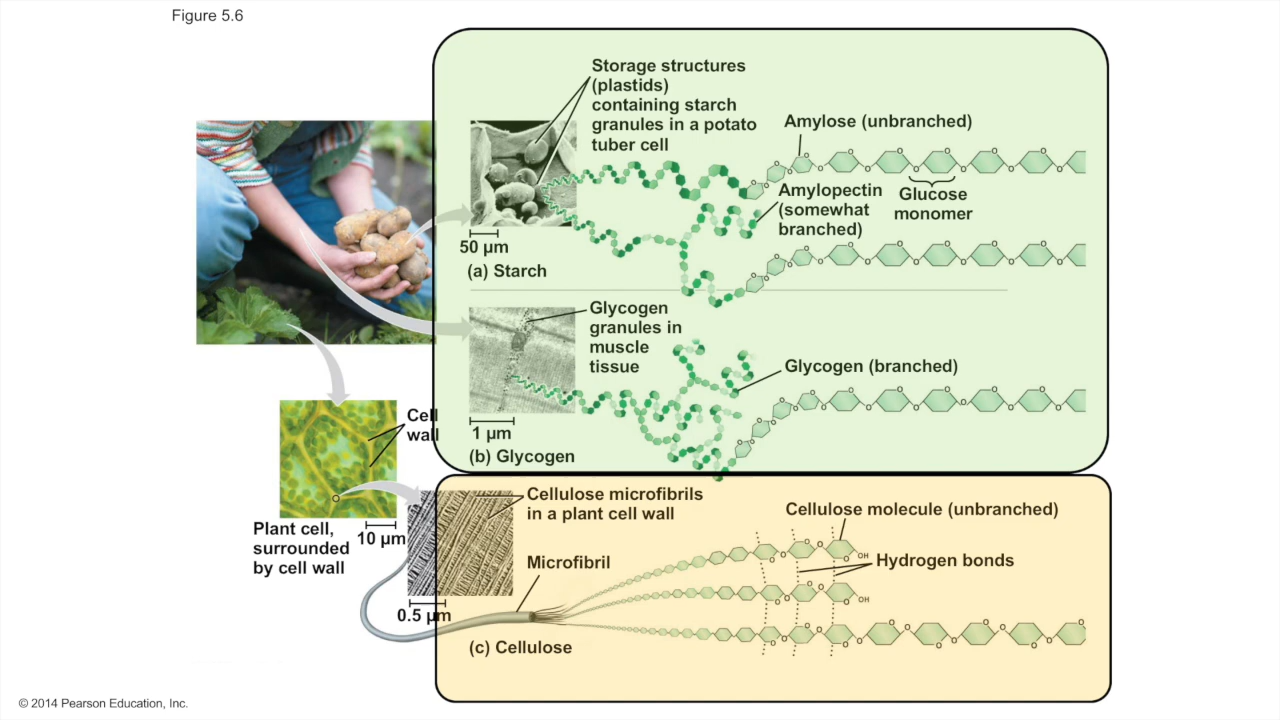 Figure 5.6
Storage structures
(plastids)
containing starch
granules in a potato
tuber cell
Amylose (unbranched)
Amylopectin
(somewhat
branched)
Glucose
monomer
50 µm
(a) Starch
Glycogen
granules in
muscle
tissue
Glycogen (branched)
1 µm
(b) Glycogen
Cell
wall
Plant cell,
surrounded
by cell wall
10 µm
Cellulose microfibrils
in a plant cell wall
Microfibril
0.5 µm
Cellulose molecule (unbranched)
Hydrogen bonds
(c) Cellulose
O O O O O O O O O O O O O O O
O O O O O O O O O O O O O O O
O O O O O O O O O O O O O O O
O O O O OH
O O O O OH
O O O O O O O O O O O O
© 2014 Pearson Education, Inc.